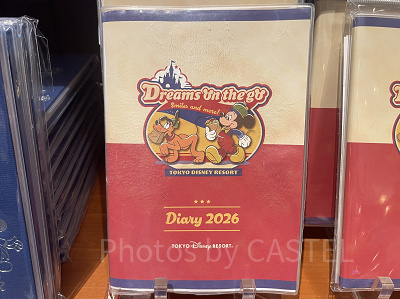 Dreams on the go
Smiles and more!
TOKYO DISNEY RESORT
Diary 2026
TOKYO Disney RESORT
Photos by CASTEL